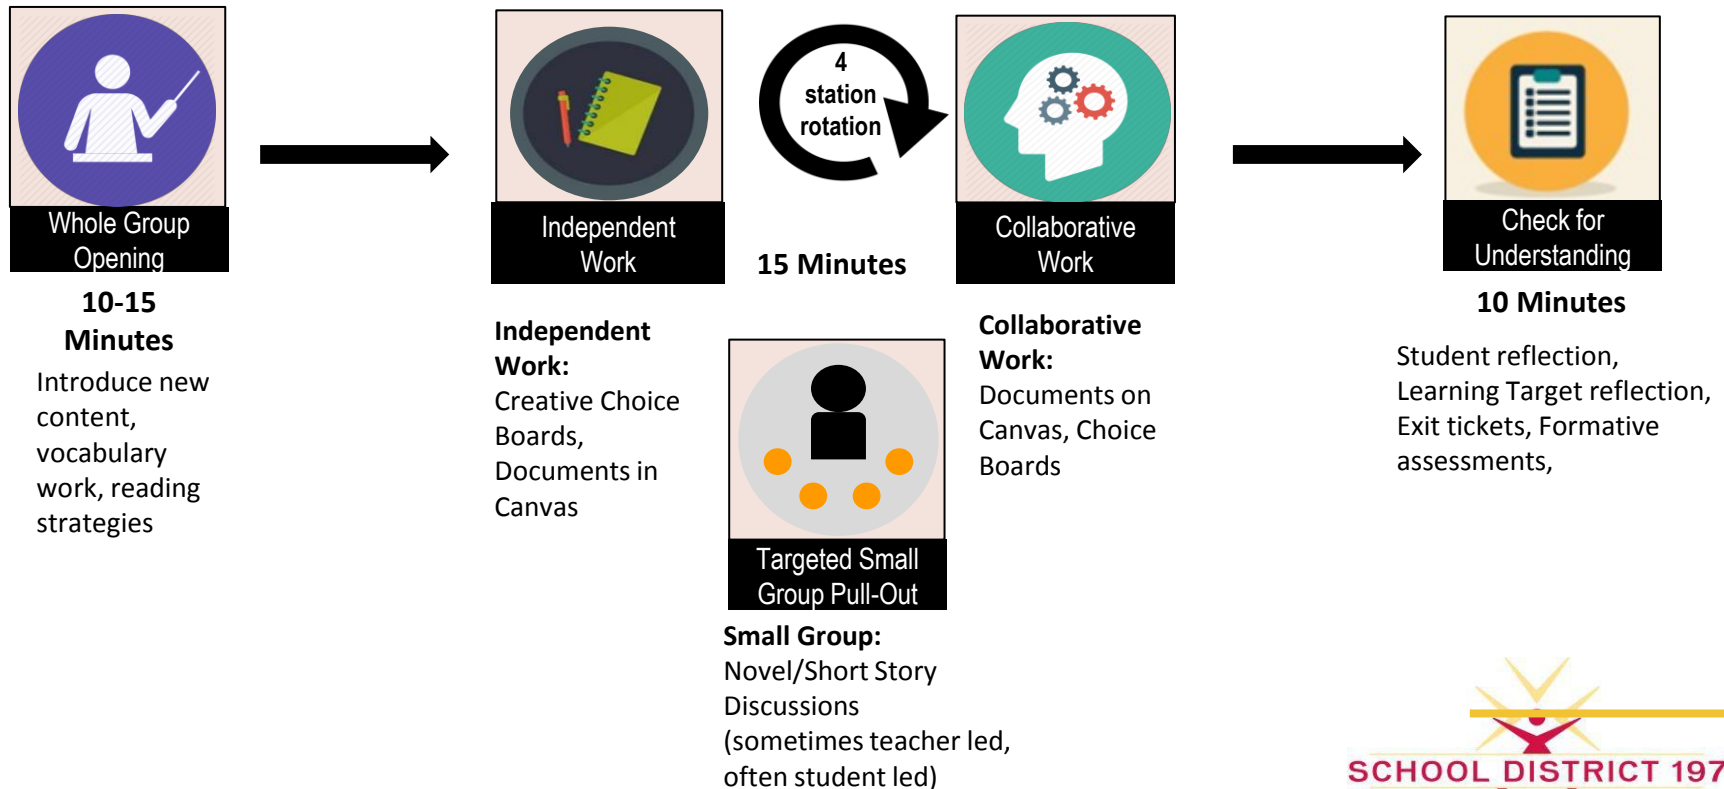 Whole Group
Opening
10-15
Minutes
Introduce new
content,
vocabulary
work, reading
strategies
Independent
Work
Independent
Work:
Creative Choice
Boards,
Documents in
Canvas
4
station
rotation
15 Minutes
Targeted Small
Group Pull-Out
Small Group:
Novel/Short Story
Discussions
(sometimes teacher led,
often student led)
Collaborative
Work
Collaborative
Work:
Documents on
Canvas, Choice
Boards
Check for
Understanding
10 Minutes
Student reflection,
Learning Target reflection,
Exit tickets, Formative
assessments,
SCHOOL DISTRICT 197